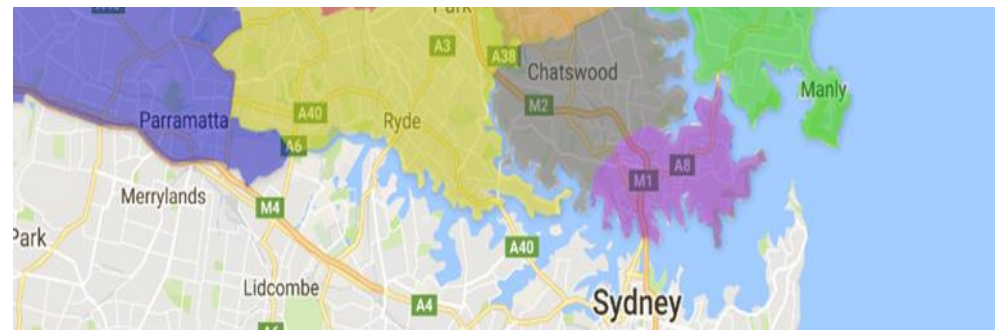 Park
A3
A38
Chatswood
Manly
M2
A40
Parramatta
Ryde
A6
A8
M1
Merrylands
M4
Park
A40
Lidcombe
A4
Sydney